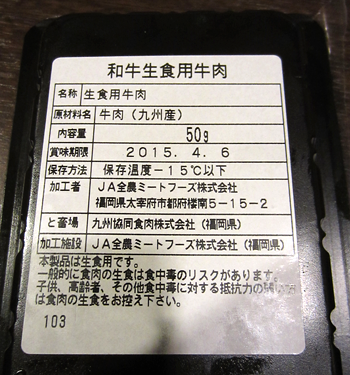 和牛生食用牛肉
名称 生食用牛肉
原材料名 牛肉（九州産）
内容量 50g
賞味期限 2015. 4. 6
保存方法 保存温度－15℃以下
加工者 ＪＡ全農ミートフーズ株式会社
福岡県太宰府市都府楼南5－15－2
と畜場 九州協同食肉株式会社（福岡県）
加工施設 ＪＡ全農ミートフーズ株式会社（福岡県）
本製品は生食用です。
一般的に食肉の生食は食中毒のリスクがあります。
子供、高齢者、その他食中毒に対する抵抗力の
は食肉の生食をお控え下さい。
103